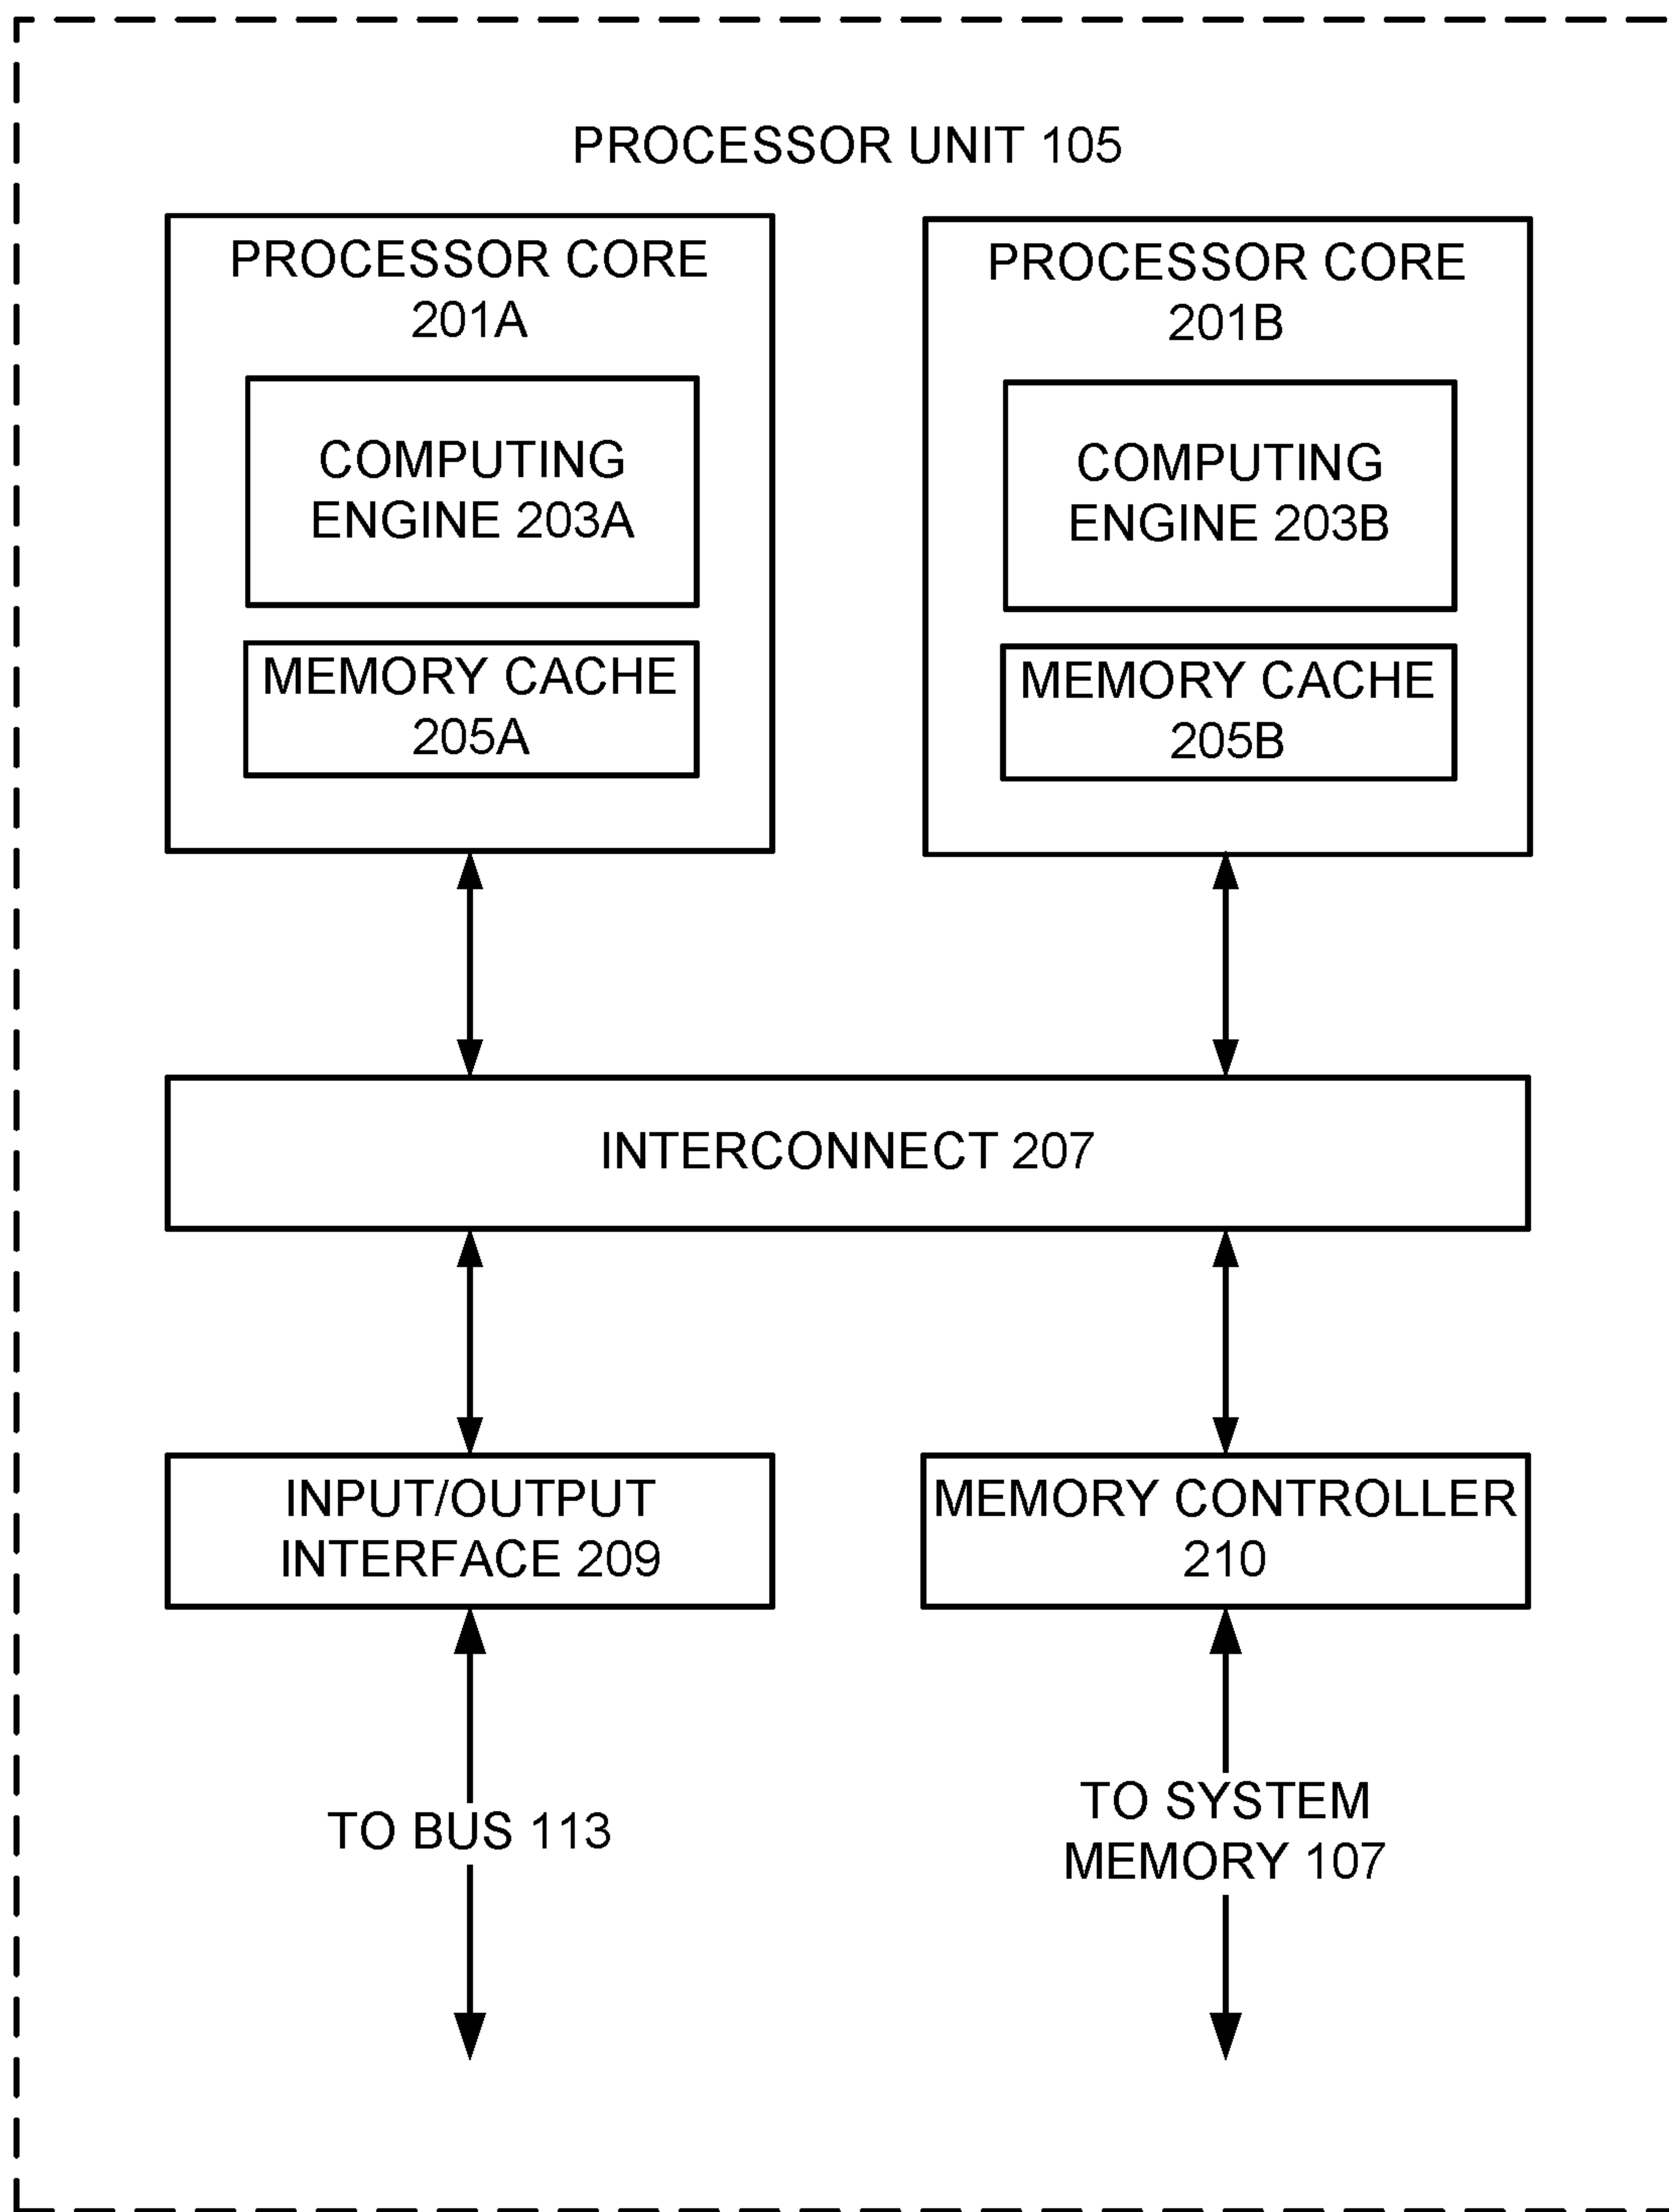 PROCESSOR UNIT 105
PROCESSOR CORE
201A
COMPUTING
ENGINE 203A
MEMORY CACHE
205A
PROCESSOR CORE
201B
COMPUTING
ENGINE 203B
MEMORY CACHE
205B
INTERCONNECT 207
INPUT/OUTPUT
INTERFACE 209
MEMORY CONTROLLER
210
TO BUS 113
TO SYSTEM
MEMORY 107